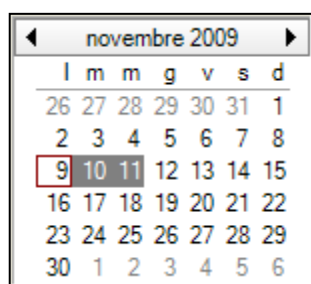 novembre 2009
l m m g v s d
26 27 28 29 30 31 1
2 3 4 5 6 7 8
9 10 11 12 13 14 15
16 17 18 19 20 21 22
23 24 25 26 27 28 29
30 1 2 3 4 5 6